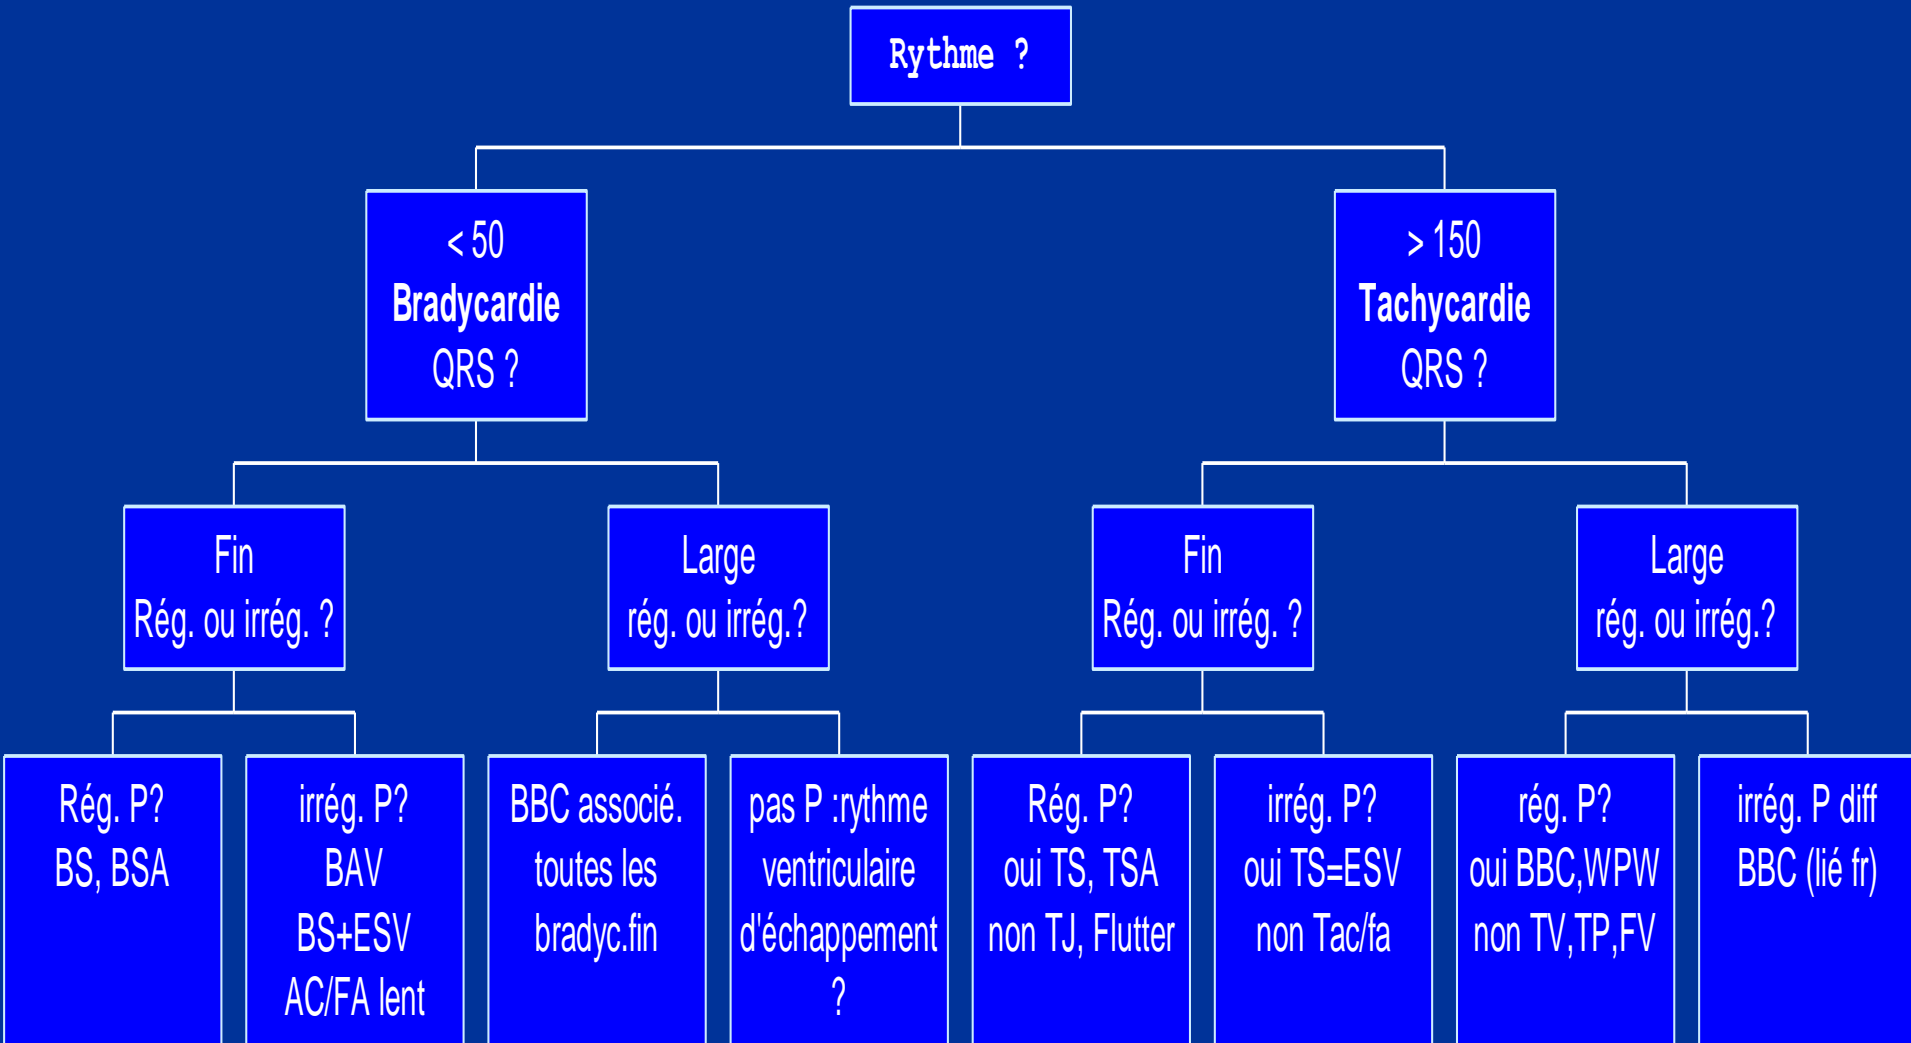 Rythme ?
< 50
Bradycardie
QRS ?
> 150
Tachycardie
QRS ?
Fin
Rég. ou irrég. ?
Large
rég. ou irrég.?
Fin
Rég. ou irrég. ?
Large
rég. ou irrég.?
Rég. P?
BS, BSA
irrég. P?
BAV
BS+ESV
AC/FA lent
BBC associé.
toutes les
bradyc.fin
pas P :rythme
ventriculaire
d'échappement
?
Rég. P?
oui TS, TSA
non TJ, Flutter
irrég. P?
oui TS=ESV
non Tac/fa
rég. P?
oui BBC,WPW
non TV,TP,FV
irrég. P diff
BBC (lié fr)